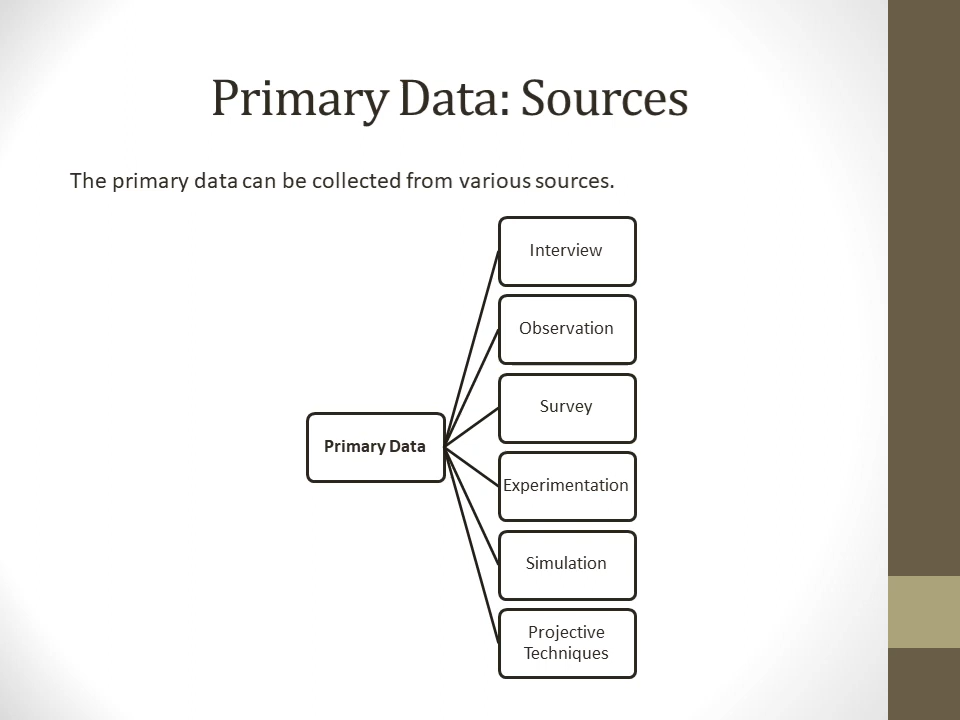 Primary Data: Sources
The primary data can be collected from various sources.
Interview
Observation
Survey
Primary Data
Experimentation
Simulation
Projective
Techniques